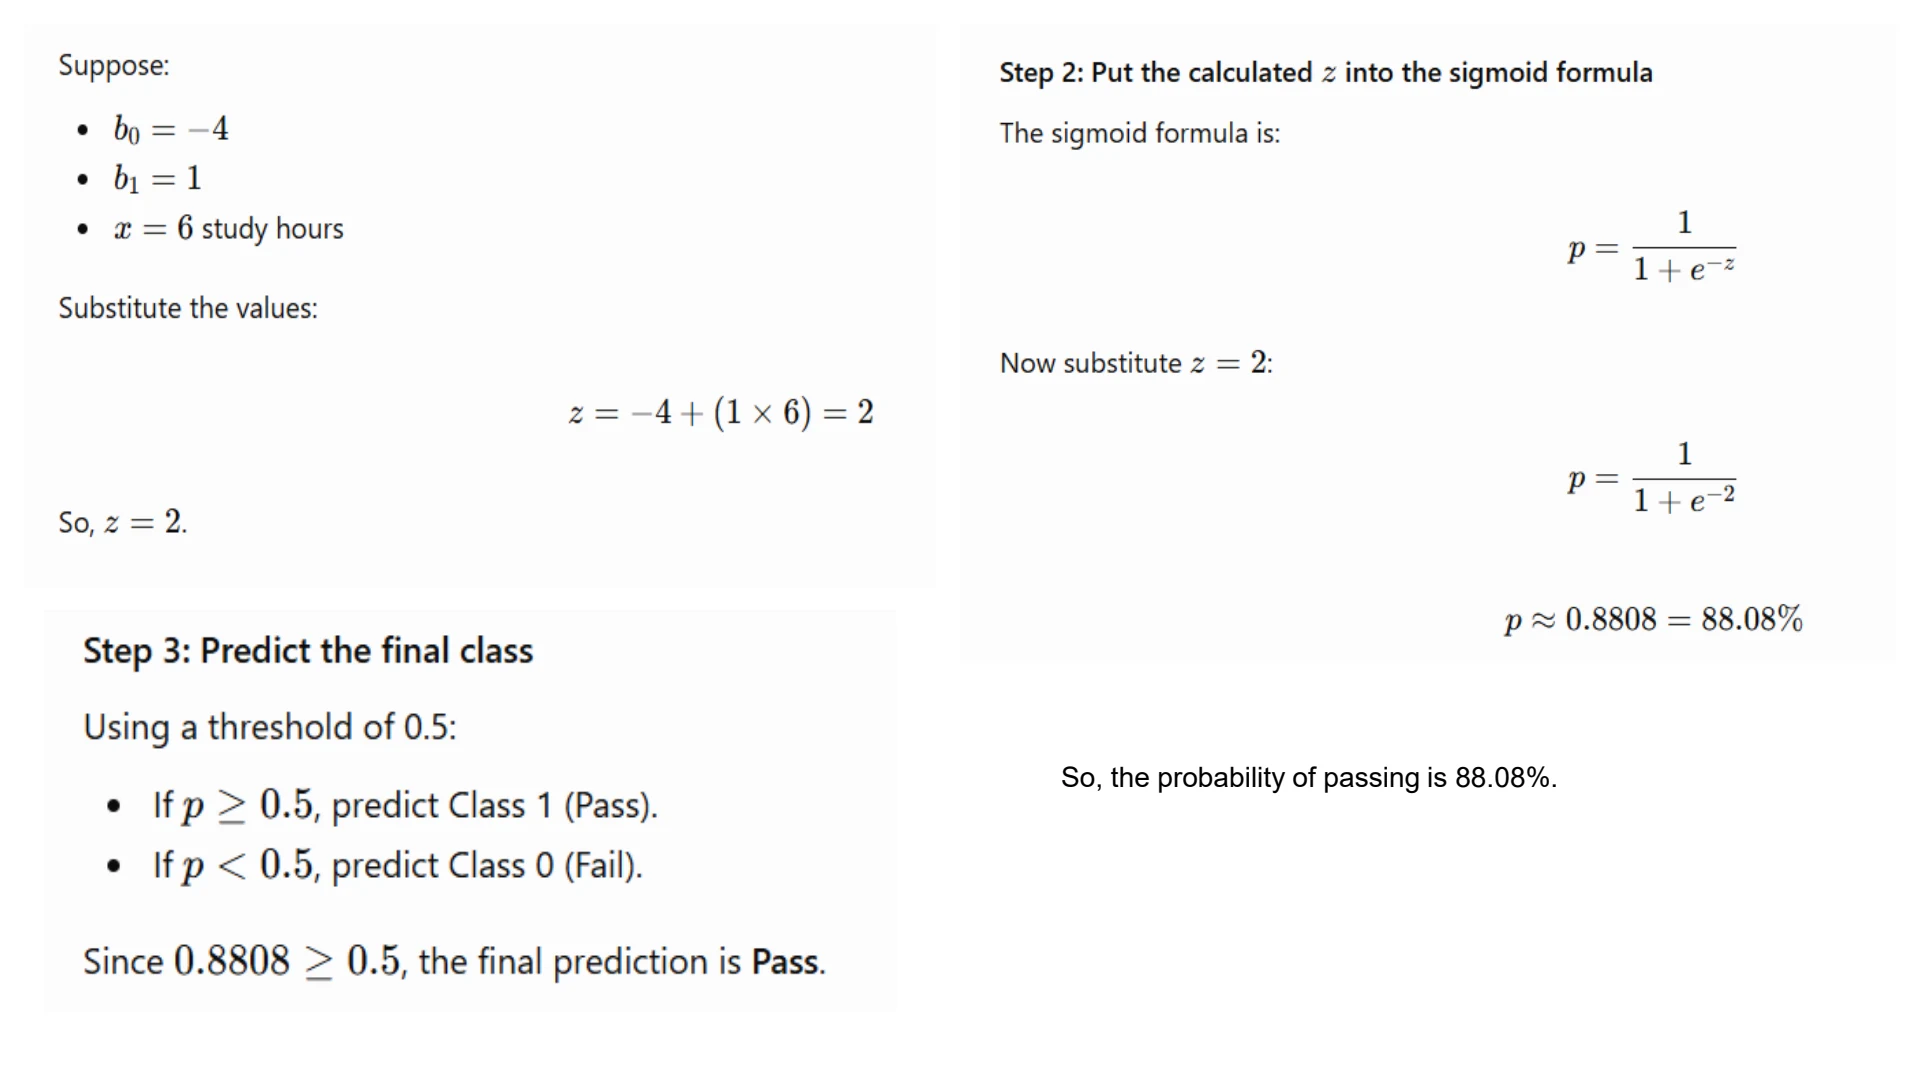 Suppose:
• b₀ = −4
• b₁ = 1
• x = 6 study hours
Substitute the values:
z = −4 + (1 × 6) = 2
So, z = 2.
Step 2: Put the calculated z into the sigmoid formula
The sigmoid formula is:
p = 1 / (1 + e^{−z})
Now substitute z = 2:
p = 1 / (1 + e^{−2})
p ≈ 0.8808 = 88.08%
So, the probability of passing is 88.08%.
Step 3: Predict the final class
Using a threshold of 0.5:
• If p ≥ 0.5, predict Class 1 (Pass).
• If p < 0.5, predict Class 0 (Fail).
Since 0.8808 ≥ 0.5, the final prediction is Pass.